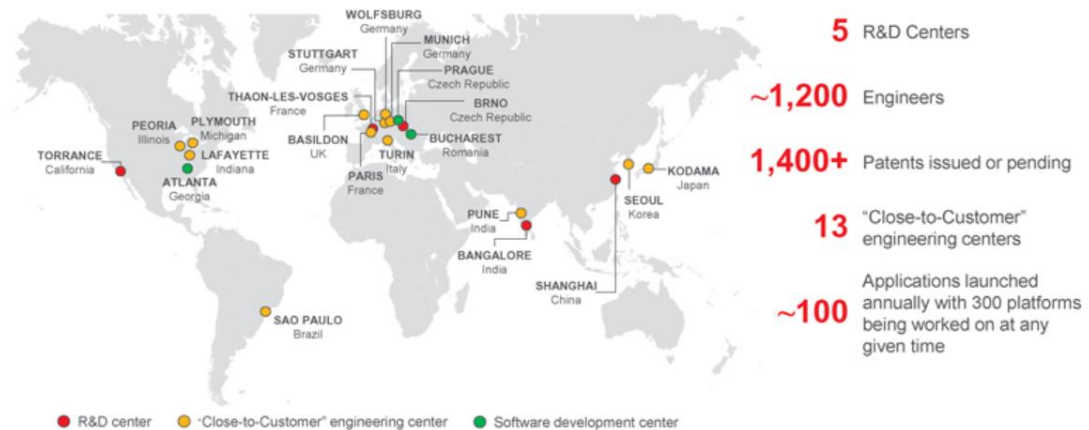 WOLFSBURG
Germany
MUNICH
Germany
STUTTGART
Germany
PRAGUE
Czech Republic
THAON-LES-VOSGES
France
BRNO
Czech Republic
PEORIA
Illinois
PLYMOUTH
Michigan
BASILDON
UK
BUCHAREST
Romania
TORRANCE
California
LAFAYETTE
Indiana
TURIN
Italy
ATLANTA
Georgia
PARIS
France
KODAMA
Japan
SEOUL
Korea
PUNE
India
BANGALORE
India
SHANGHAI
China
SAO PAULO
Brazil
5 R&D Centers
~1,200 Engineers
1,400+ Patents issued or pending
13 "Close-to-Customer"
engineering centers
~100 Applications launched
annually with 300 platforms
being worked on at any
given time
R&D center "Close-to-Customer" engineering center Software development center